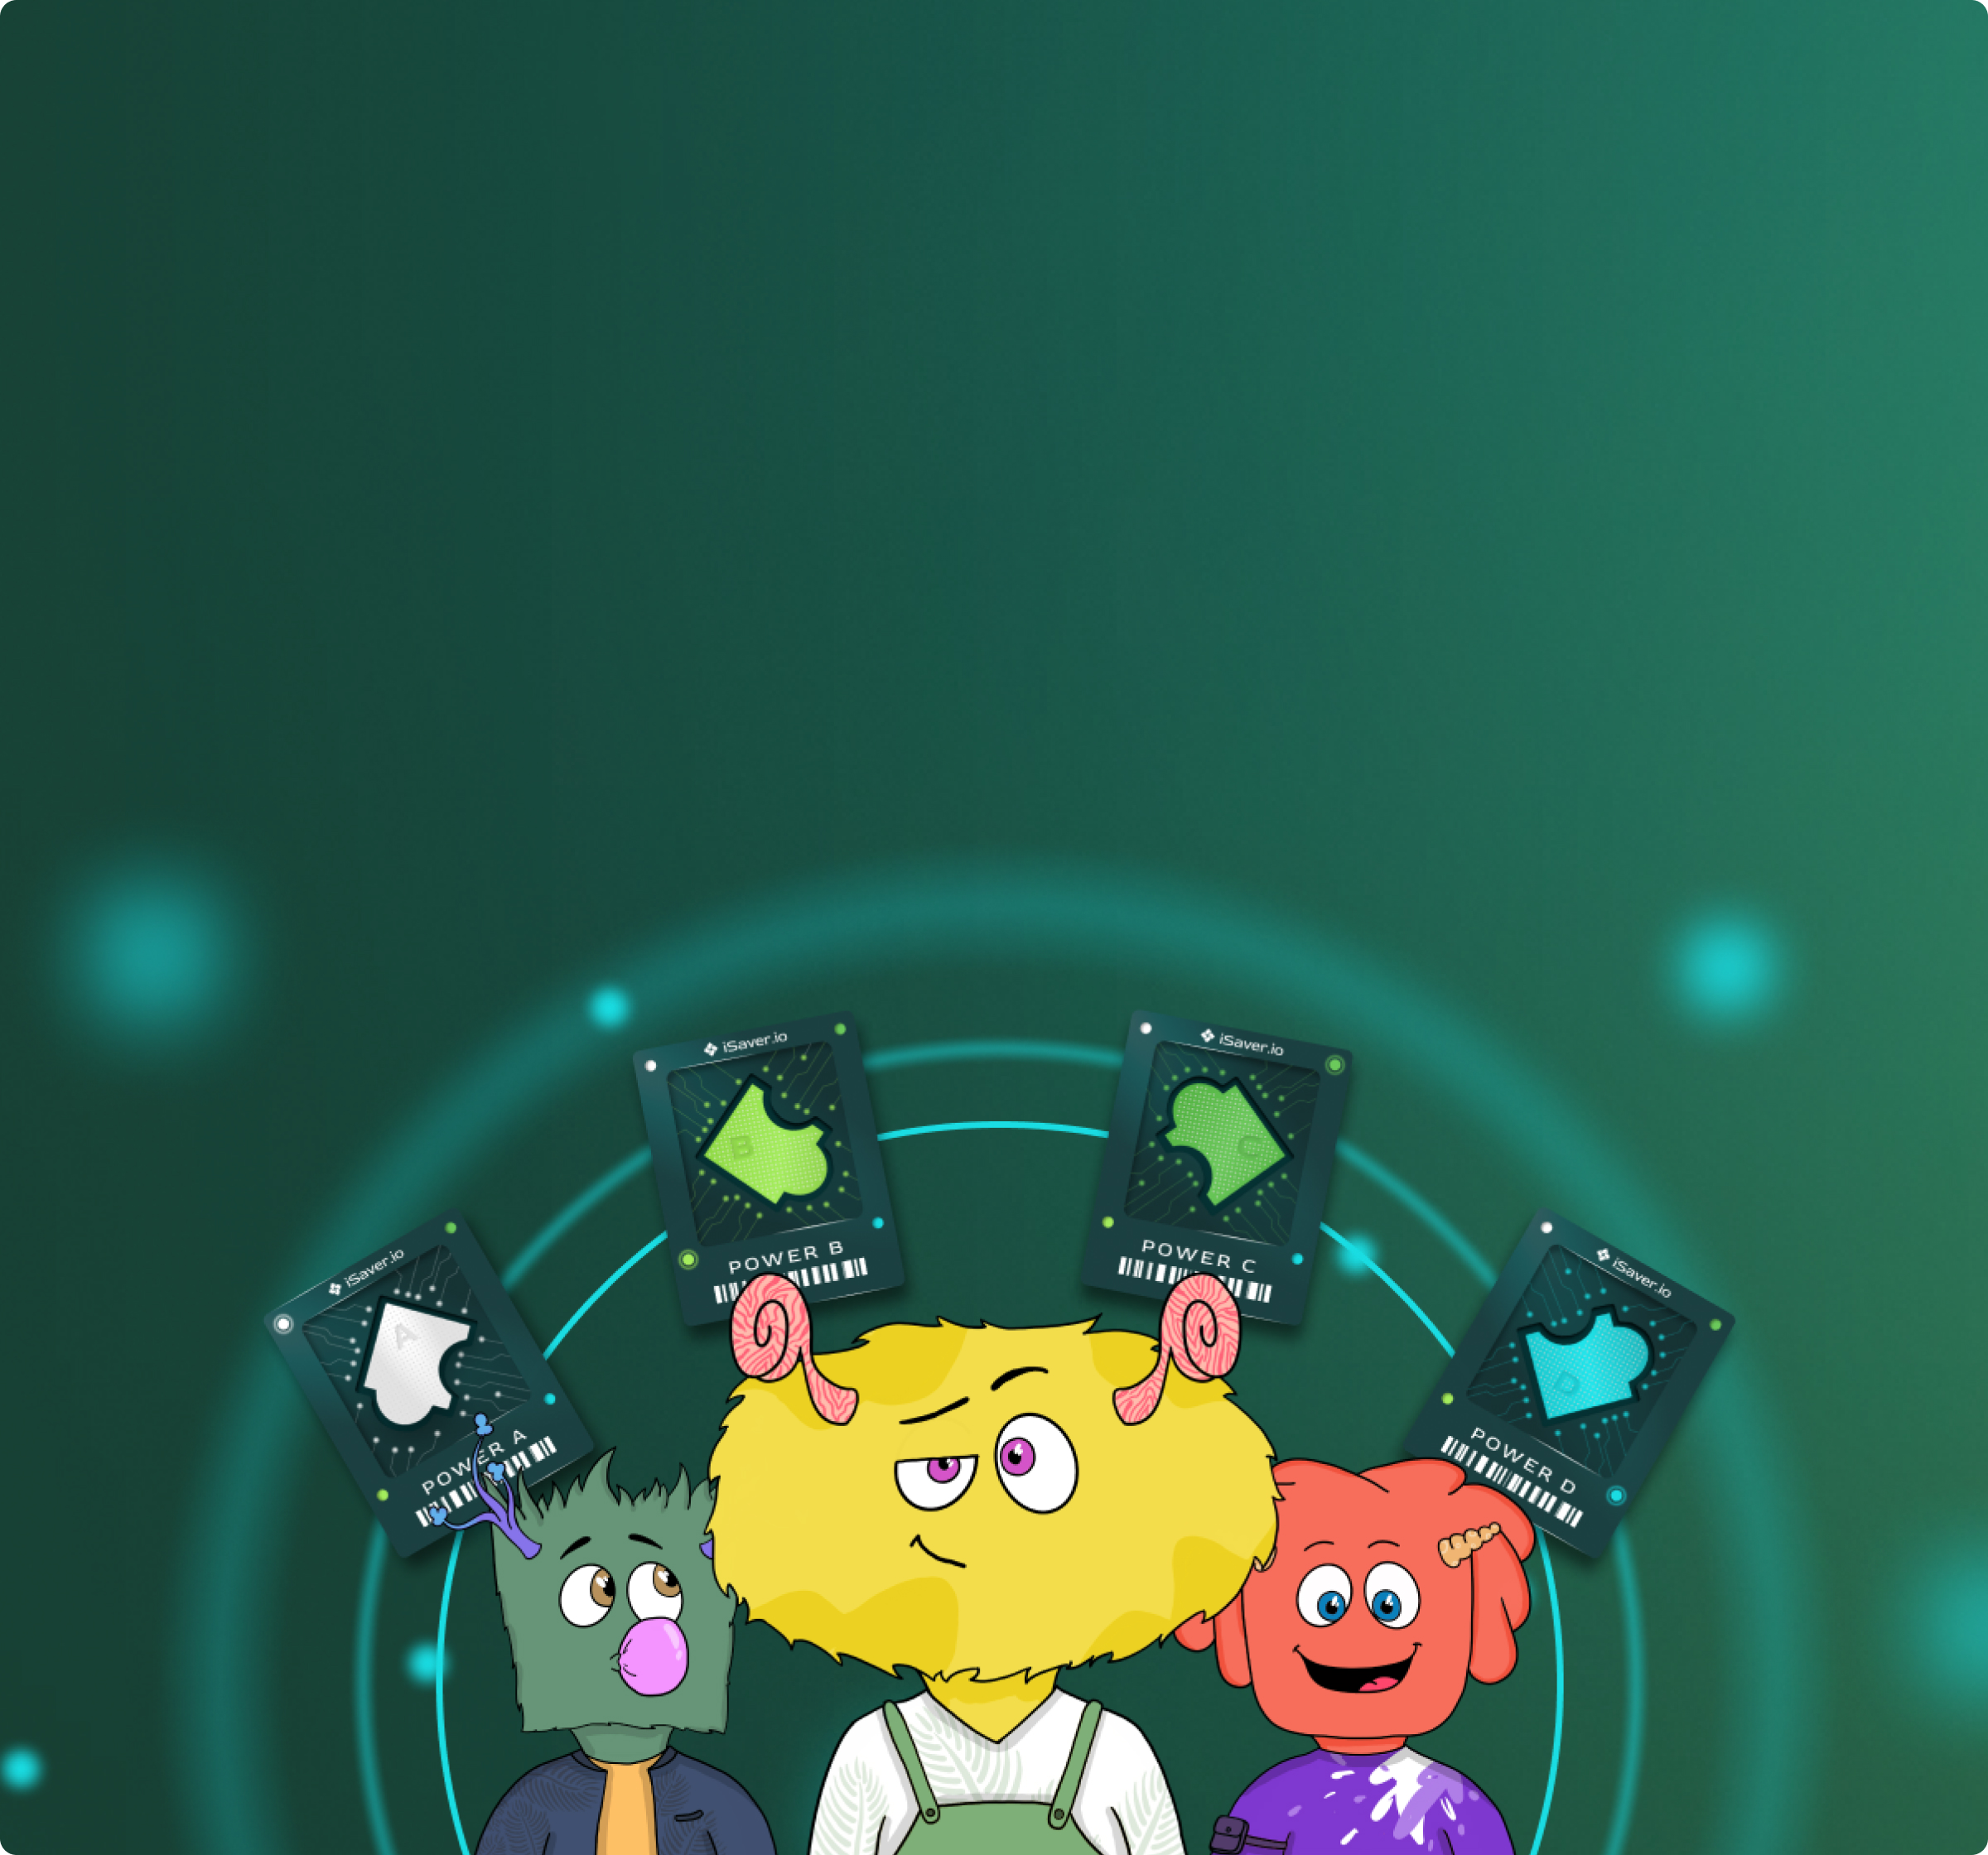 iSaver.io
A
POWER A
iSaver.io
B
POWER B
iSaver.io
C
POWER C
iSaver.io
D
POWER D